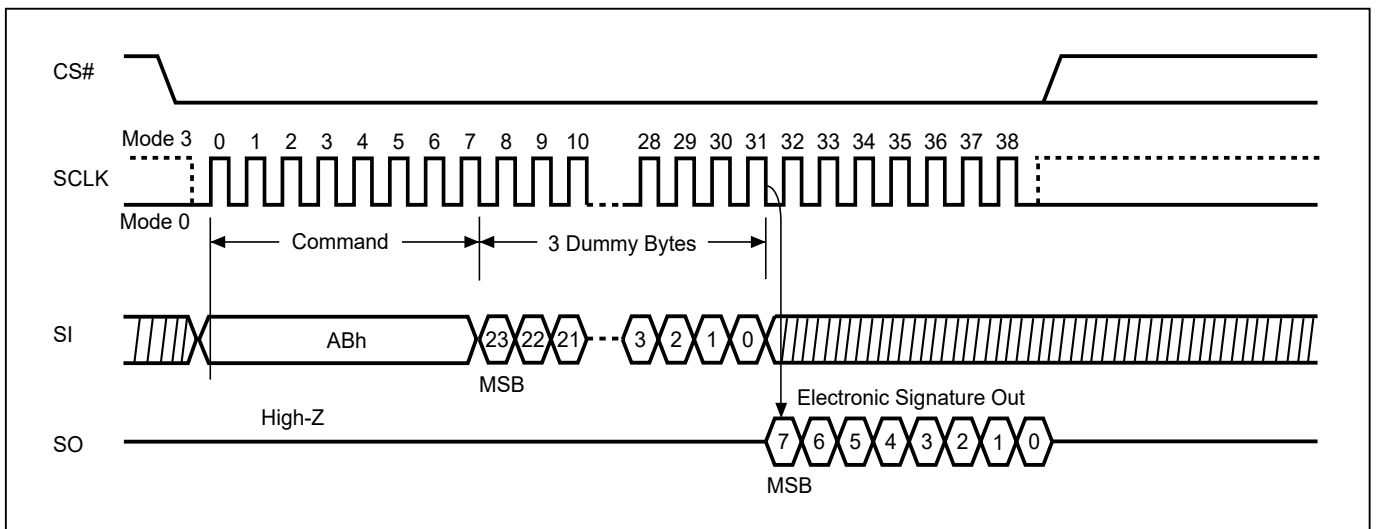 CS#
Mode 3 0 1 2 3 4 5 6 7 8 9 10 28 29 30 31 32 33 34 35 36 37 38
SCLK
Mode 0
Command 3 Dummy Bytes
SI ABh 23 22 21 3 2 1 0
MSB
Electronic Signature Out
High-Z
SO 7 6 5 4 3 2 1 0
MSB